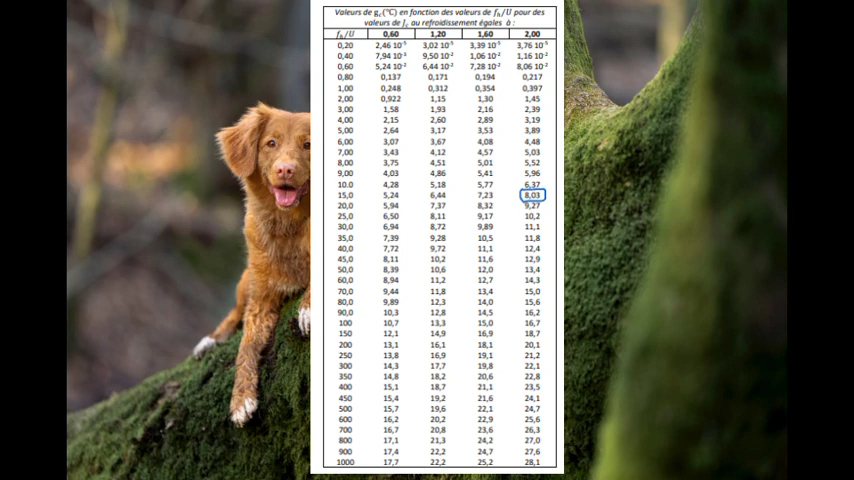 Valeurs de g_c(°C) en fonction des valeurs de f_h/U pour des
valeurs de J_c au refroidissement égales à :
f_h/U 0,60 1,20 1,60 2,00
0,20 2,46 10⁻⁵ 3,02 10⁻⁵ 3,39 10⁻⁵ 3,76 10⁻⁵
0,40 7,94 10⁻³ 9,50 10⁻² 1,06 10⁻² 1,16 10⁻²
0,60 5,24 10⁻² 6,44 10⁻² 7,28 10⁻² 8,06 10⁻²
0,80 0,137 0,171 0,194 0,217
1,00 0,248 0,312 0,354 0,397
2,00 0,922 1,15 1,30 1,45
3,00 1,58 1,93 2,16 2,39
4,00 2,15 2,60 2,89 3,19
5,00 2,64 3,17 3,53 3,89
6,00 3,07 3,67 4,08 4,48
7,00 3,43 4,12 4,57 5,03
8,00 3,75 4,51 5,01 5,52
9,00 4,03 4,86 5,41 5,96
10.0 4,28 5,18 5,77 6,37
15,0 5,24 6,44 7,23 8,03
20,0 5,94 7,37 8,32 9,27
25,0 6,50 8,11 9,17 10,2
30,0 6,94 8,72 9,89 11,1
35,0 7,39 9,28 10,5 11,8
40,0 7,72 9,72 11,1 12,4
45,0 8,11 10,2 11,6 12,9
50,0 8,39 10,6 12,0 13,4
60,0 8,94 11,2 12,7 14,3
70,0 9,44 11,8 13,4 15,0
80,0 9,89 12,3 14,0 15,6
90,0 10,3 12,8 14,5 16,2
100 10,7 13,3 15,0 16,7
150 12,1 14,9 16,9 18,7
200 13,1 16,1 18,1 20,1
250 13,8 16,9 19,1 21,2
300 14,3 17,7 19,8 22,1
350 14,8 18,2 20,6 22,8
400 15,1 18,7 21,1 23,5
450 15,4 19,2 21,6 24,1
500 15,7 19,6 22,1 24,7
600 16,2 20,2 22,9 25,6
700 16,7 20,8 23,6 26,3
800 17,1 21,3 24,2 27,0
900 17,4 22,2 24,7 27,6
1000 17,7 22,2 25,2 28,1